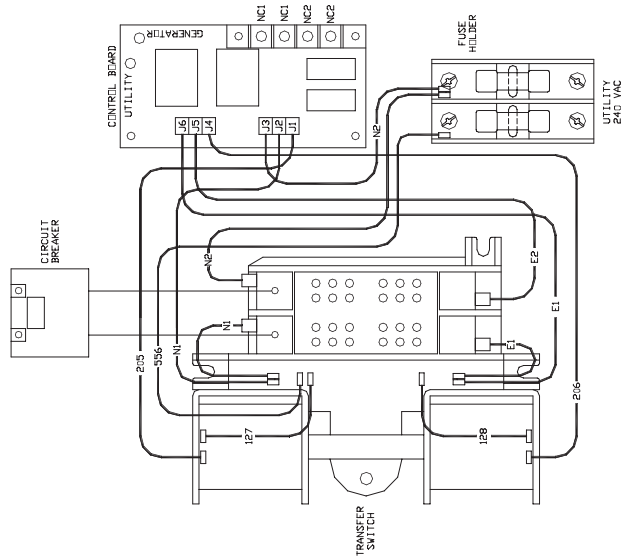 CONTROL BOARD
UTILITY
GENERATOR
NC1
NC1
NC2
NC2
J6
J5
J4
J3
J2
J1
FUSE
HOLDER
UTILITY
240 VAC
N2
CIRCUIT
BREAKER
205
N1
556
N2
N1
E2
E1
E1
206
127
128
TRANSFER
SWITCH